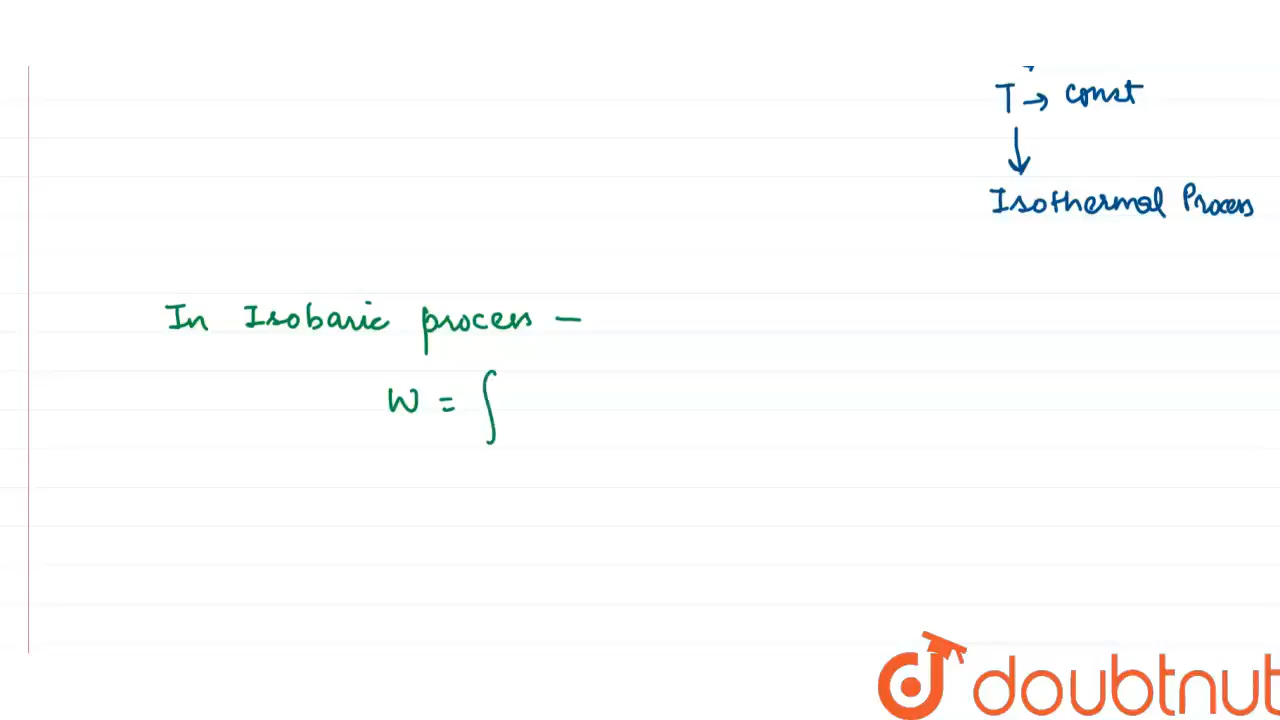 T → const
↓
Isothermal Process
In Isobaric process –
W = ∫
doubtnut